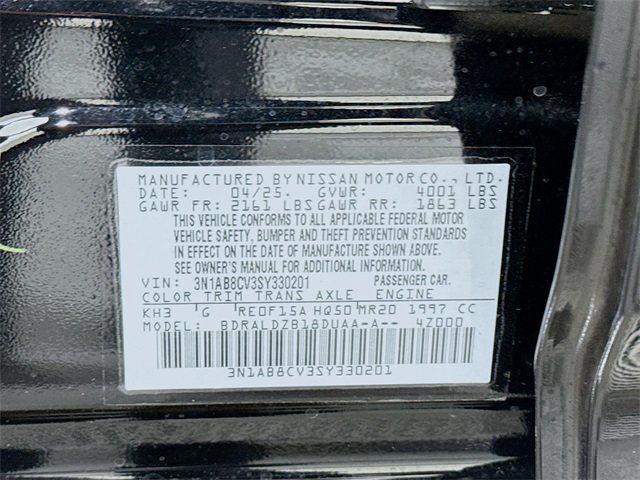 MANUFACTURED BY NISSAN MOTOR CO., LTD.
DATE: 04/25. GVWR: 4001 LBS
GAWR FR: 2161 LBS GAWR RR: 1863 LBS
THIS VEHICLE CONFORMS TO ALL APPLICABLE FEDERAL MOTOR
VEHICLE SAFETY, BUMPER AND THEFT PREVENTION STANDARDS
IN EFFECT ON THE DATE OF MANUFACTURE SHOWN ABOVE.
SEE OWNER'S MANUAL FOR ADDITIONAL INFORMATION.
VIN: 3N1AB8CV3SY330201 PASSENGER CAR.
COLOR TRIM TRANS AXLE ENGINE
KH3 G RE0F15A HQ50 MR20 1997 CC
MODEL: BDRALDZB18DUAA-A-- 4Z000
3N1AB8CV3SY330201